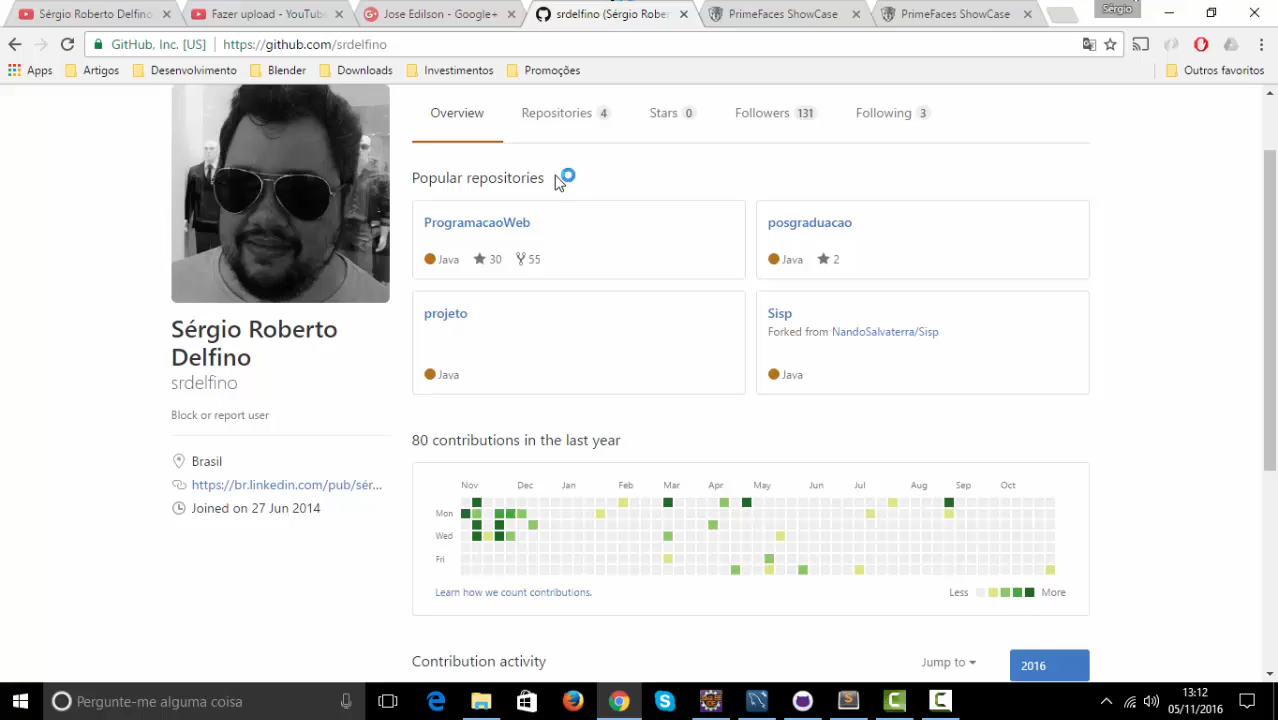 Sérgio Roberto Delfino
Fazer upload - YouTube
Jose Edilson - Google+
srdelfino (Sérgio Rober
PrimeFaces ShowCase
PrimeFaces ShowCase
Sérgio
GitHub, Inc. [US]
https://github.com/srdelfino
Apps
Artigos
Desenvolvimento
Blender
Downloads
Investimentos
Promoções
Outros favoritos
Overview
Repositories 4
Stars 0
Followers 131
Following 3
Popular repositories
ProgramacaoWeb
Java 30 55
posgraduacao
Java 2
projeto
Java
Sisp
Forked from NandoSalvaterra/Sisp
Java
Sérgio Roberto
Delfino
srdelfino
Block or report user
Brasil
https://br.linkedin.com/pub/sér...
Joined on 27 Jun 2014
80 contributions in the last year
Nov Dec Jan Feb Mar Apr May Jun Jul Aug Sep Oct
Mon
Wed
Fri
Learn how we count contributions.
Less More
Contribution activity
Jump to
2016
Pergunte-me alguma coisa
13:12
05/11/2016